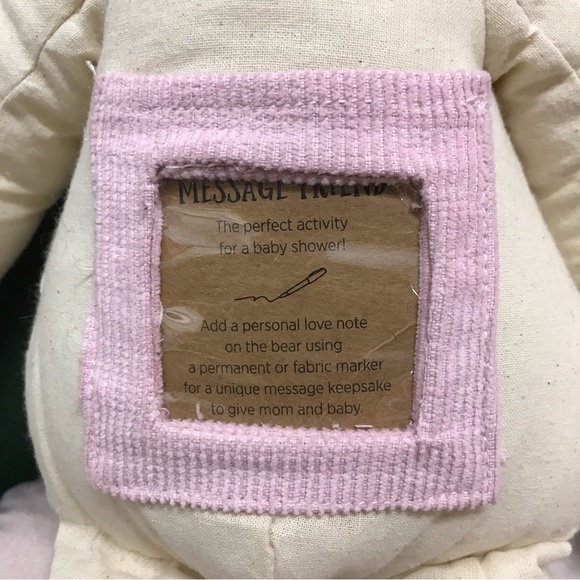 MESSAGE FRIEND
The perfect activity
for a baby shower!
Add a personal love note
on the bear using
a permanent or fabric marker
for a unique message keepsake
to give mom and baby.